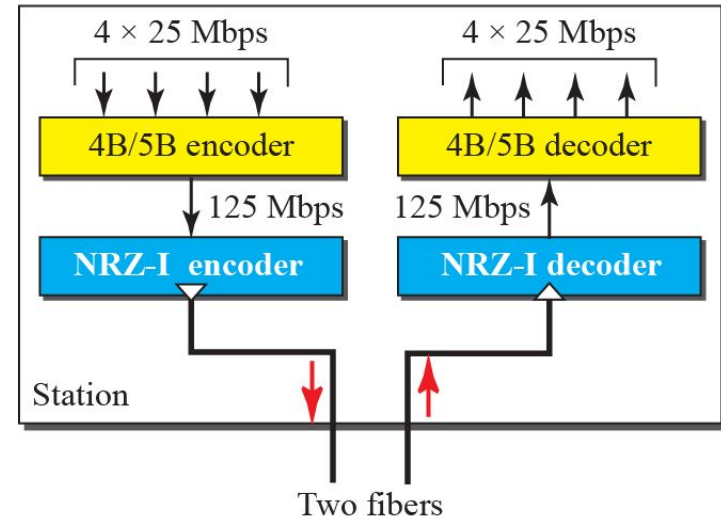 4 × 25 Mbps
4 × 25 Mbps
4B/5B encoder
4B/5B decoder
125 Mbps
125 Mbps
NRZ-I encoder
NRZ-I decoder
Station
Two fibers